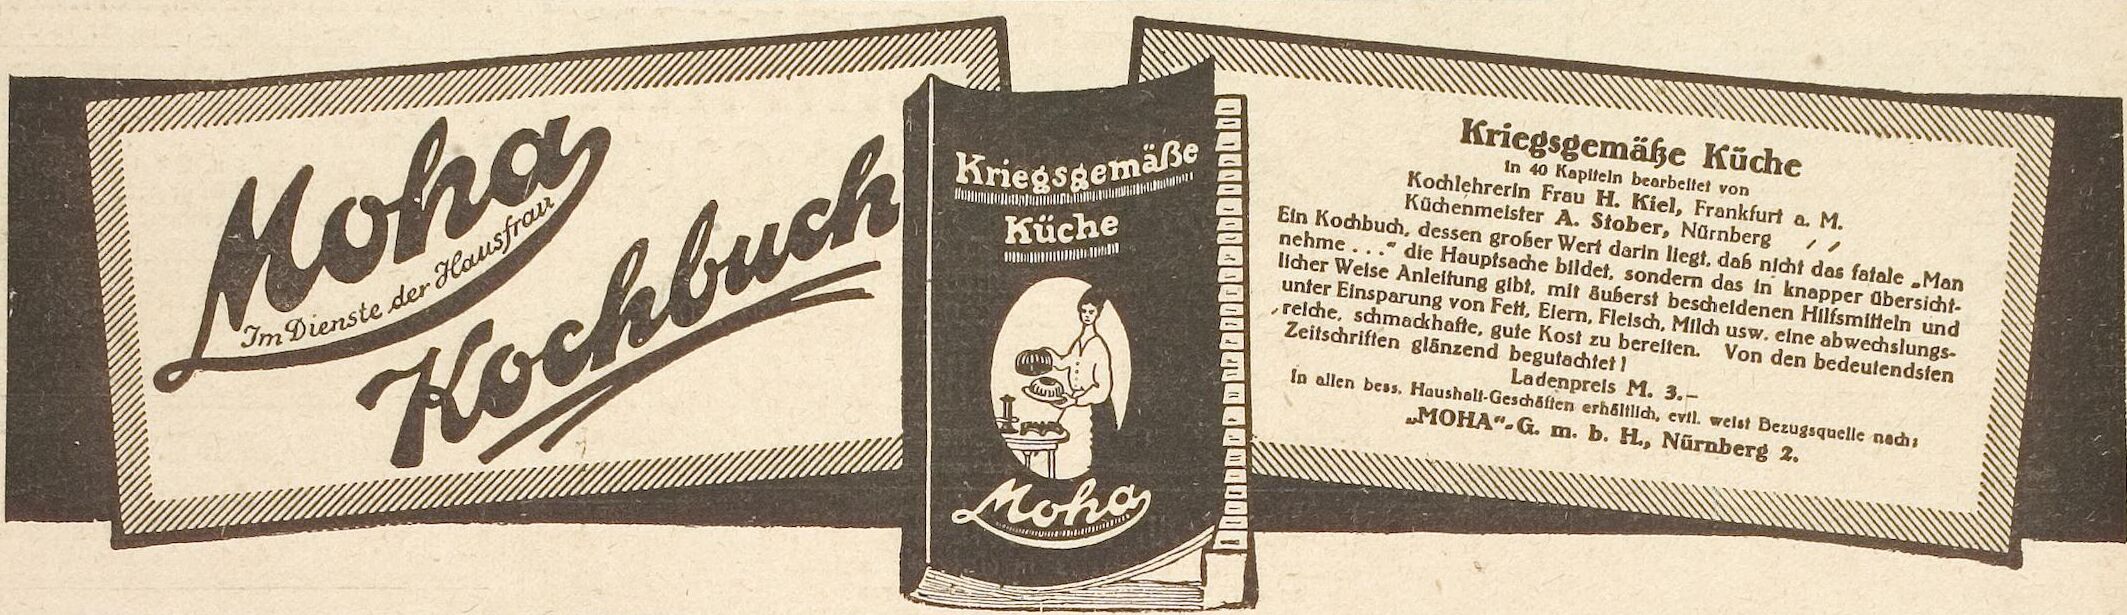 Moha
Im Dienste der Hausfrau
Kochbuch
Kriegsgemäße
Küche
Moha
Kriegsgemäße Küche
in 40 Kapiteln bearbeitet von
Kochlehrerin Frau H. Kiel, Frankfurt a. M.
Küchenmeister A. Stober, Nürnberg
Ein Kochbuch, dessen großer Wert darin liegt, daß nicht das fatale „Man
nehme . . .“ die Hauptsache bildet, sondern das in knapper übersicht-
licher Weise Anleitung gibt, mit äußerst bescheidenen Hilfsmitteln und
unter Einsparung von Fett, Eiern, Fleisch, Milch usw. eine abwechslungs-
reiche, schmackhafte, gute Kost zu bereiten. Von den bedeutendsten
Zeitschriften glänzend begutachtet!
Ladenpreis M. 3.–
In allen bess. Haushalt-Geschäften erhältlich, evtl. weist Bezugsquelle nach:
„MOHA“-G. m. b. H., Nürnberg 2.